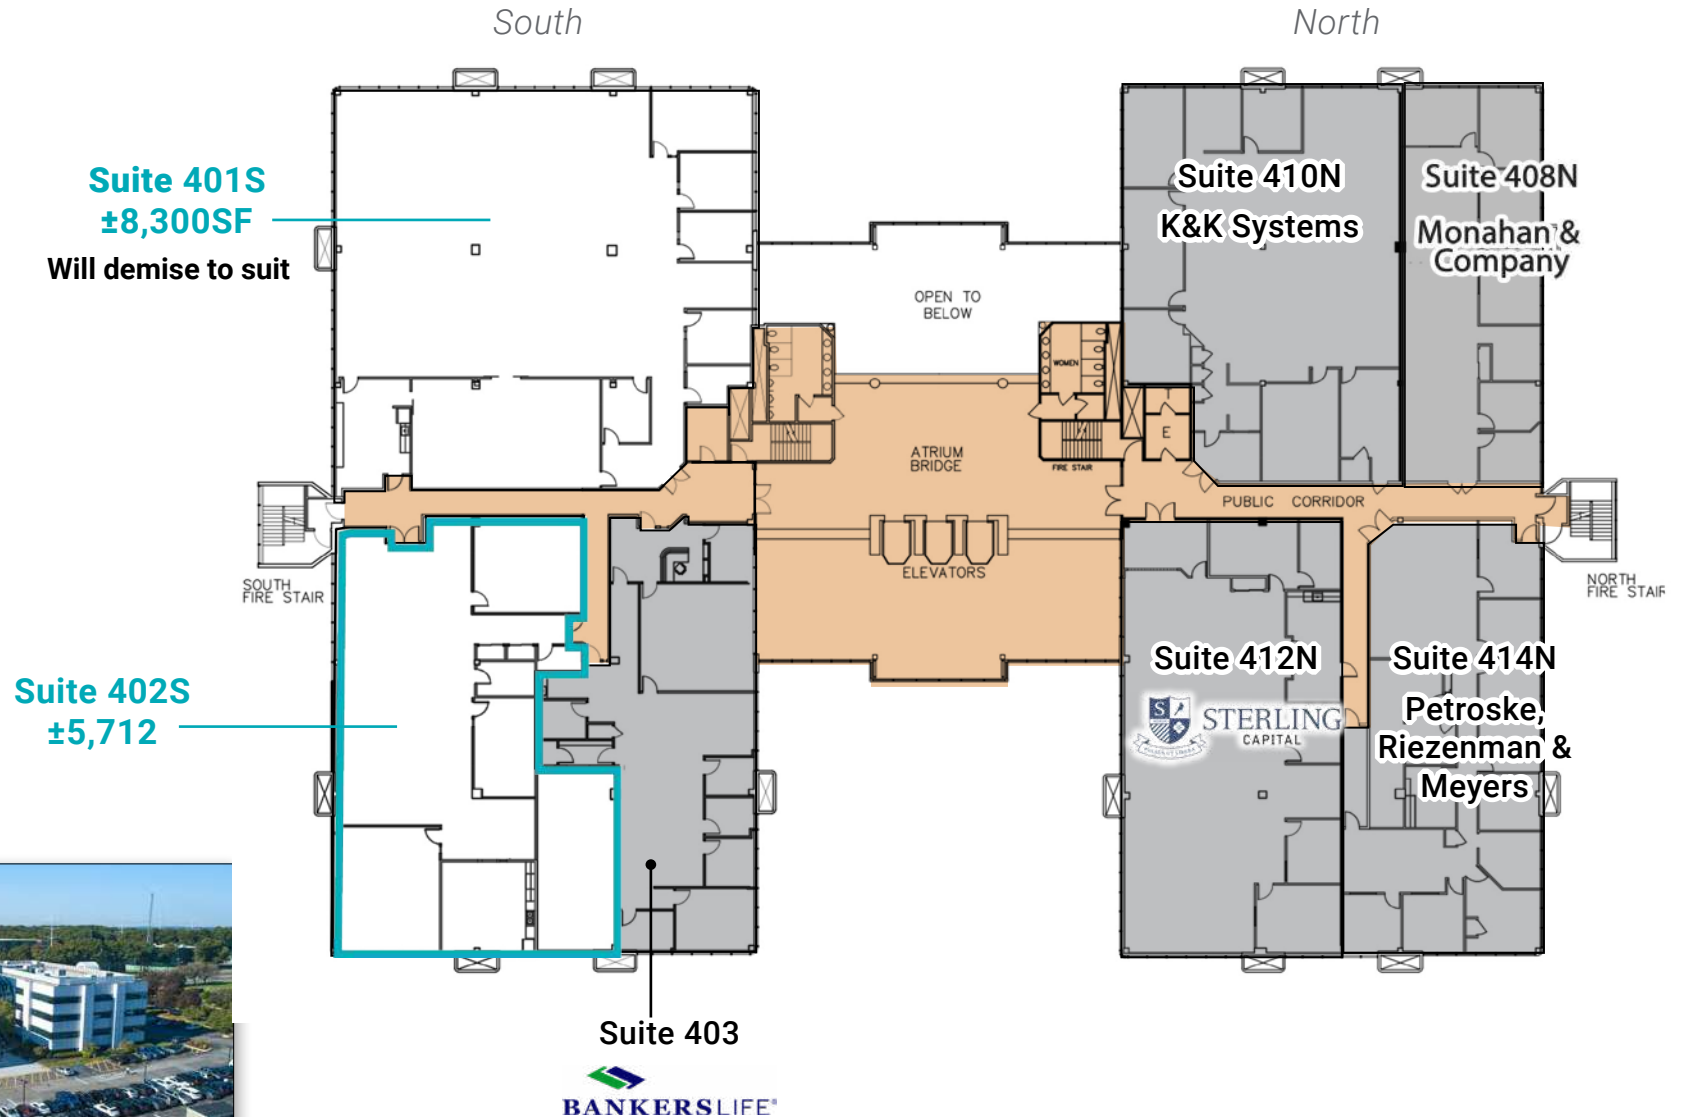 South
North
Suite 401S
±8,300SF
Will demise to suit
Suite 410N
K&K Systems
Suite 408N
Monahan &
Company
OPEN TO
BELOW
WOMEN
ATRIUM
BRIDGE
FIRE STAIR
E
PUBLIC CORRIDOR
ELEVATORS
SOUTH
FIRE STAIR
NORTH
FIRE STAIR
Suite 402S
±5,712
Suite 412N
S
STERLING
CAPITAL
Suite 414N
Petroske,
Riezenman &
Meyers
Suite 403
BANKERSLIFE